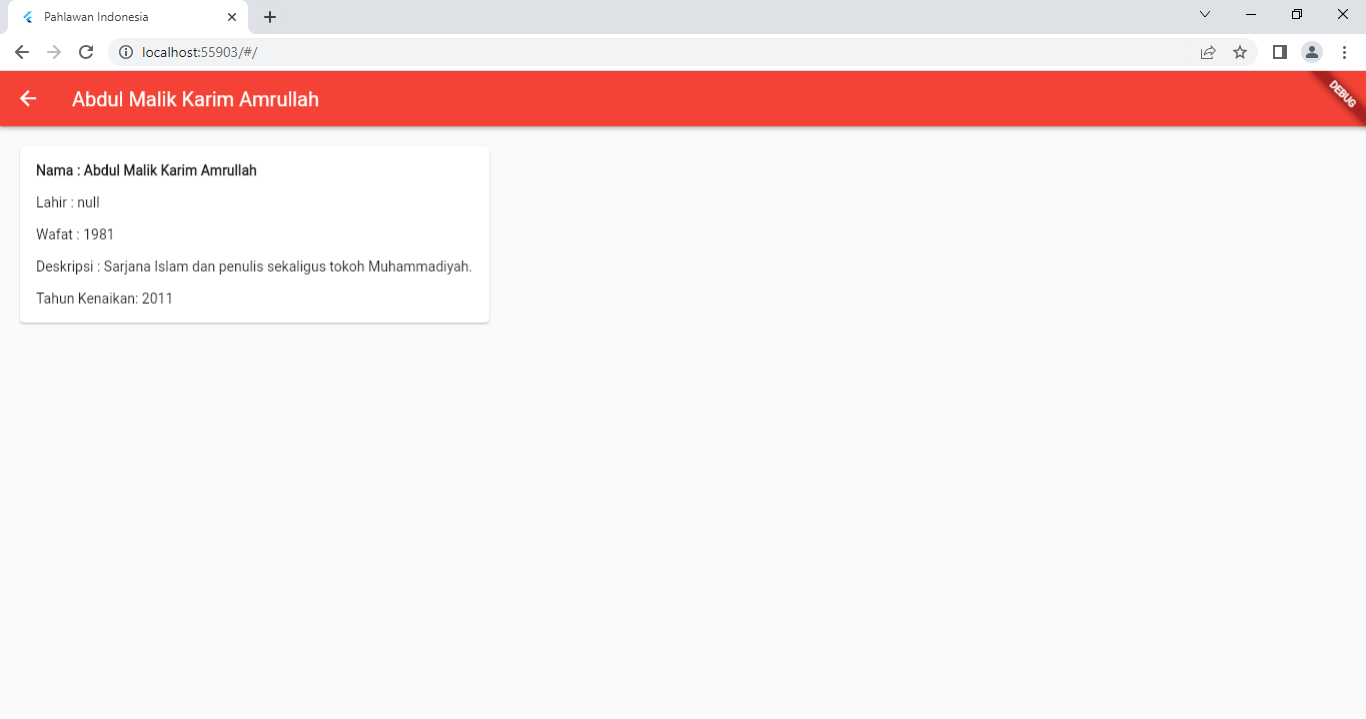 Pahlawan Indonesia
localhost:55903/#/
Abdul Malik Karim Amrullah
DEBUG
Nama : Abdul Malik Karim Amrullah
Lahir : null
Wafat : 1981
Deskripsi : Sarjana Islam dan penulis sekaligus tokoh Muhammadiyah.
Tahun Kenaikan: 2011